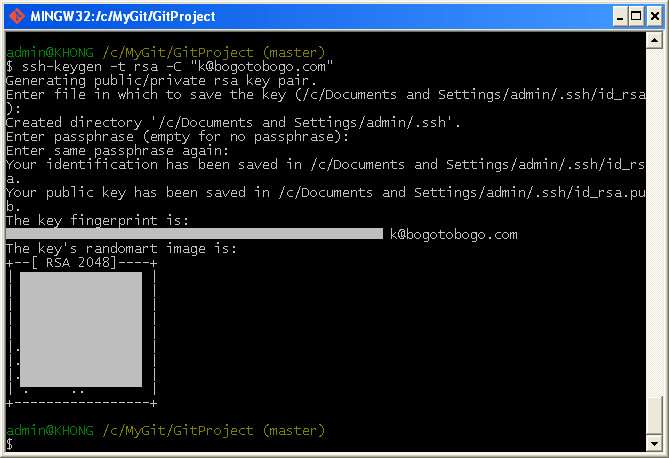 MINGW32:/c/MyGit/GitProject
admin@KHONG /c/MyGit/GitProject (master)
$ ssh-keygen -t rsa -C "k@bogotobogo.com"
Generating public/private rsa key pair.
Enter file in which to save the key (/c/Documents and Settings/admin/.ssh/id_rsa
):
Created directory '/c/Documents and Settings/admin/.ssh'.
Enter passphrase (empty for no passphrase):
Enter same passphrase again:
Your identification has been saved in /c/Documents and Settings/admin/.ssh/id_rs
a.
Your public key has been saved in /c/Documents and Settings/admin/.ssh/id_rsa.pu
b.
The key fingerprint is:
k@bogotobogo.com
The key's randomart image is:
+--[ RSA 2048]----+
|                 |
|                 |
|                 |
|                 |
|                 |
|.                |
|.                |
|.                |
| .     ..        |
+-----------------+
admin@KHONG /c/MyGit/GitProject (master)
$